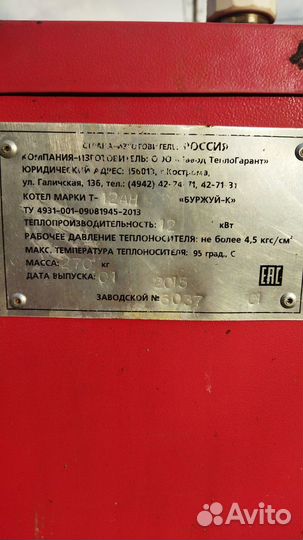 СТРАНА-ИЗГОТОВИТЕЛЬ: РОССИЯ
КОМПАНИЯ-ИЗГОТОВИТЕЛЬ: ООО "Завод ТеплоГарант"
ЮРИДИЧЕСКИЙ АДРЕС: 156013, г.Кострома,
ул. Галичская, 136, тел.: (4942) 42-71, 42-71-31
КОТЕЛ МАРКИ Т- 12АН «БУРЖУЙ-К»
ТУ 4931-001-09081945-2013
ТЕПЛОПРОИЗВОДИТЕЛЬНОСТЬ: 12 кВт
РАБОЧЕЕ ДАВЛЕНИЕ ТЕПЛОНОСИТЕЛЯ: не более 4,5 кгс/см²
МАКС. ТЕМПЕРАТУРА ТЕПЛОНОСИТЕЛЯ: 95 град., С
МАССА: кг
ДАТА ВЫПУСКА: 01 2015
ЗАВОДСКОЙ № 3037 01
EAC
Avito